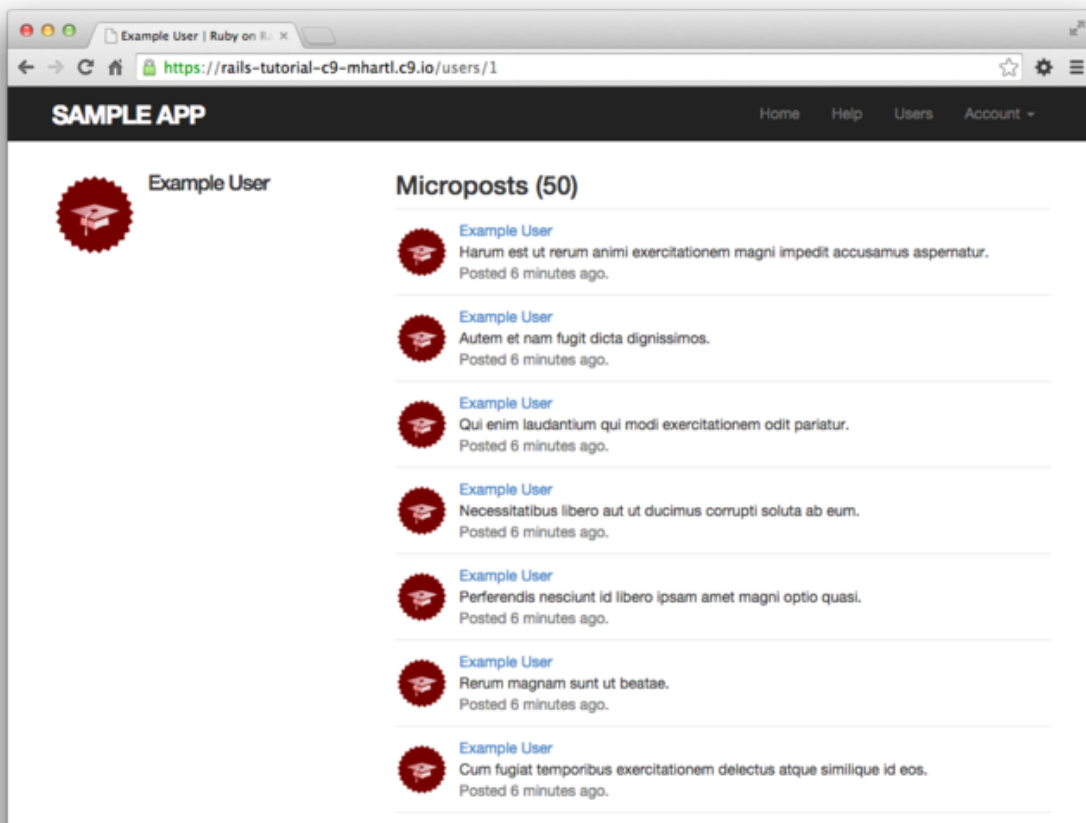 Example User | Ruby on Ra
https://rails-tutorial-c9-mhartl.c9.io/users/1
SAMPLE APP
Home Help Users Account
Example User
Microposts (50)
Example User
Harum est ut rerum animi exercitationem magni impedit accusamus aspernatur.
Posted 6 minutes ago.
Example User
Autem et nam fugit dicta dignissimos.
Posted 6 minutes ago.
Example User
Qui enim laudantium qui modi exercitationem odit pariatur.
Posted 6 minutes ago.
Example User
Necessitatibus libero aut ut ducimus corrupti soluta ab eum.
Posted 6 minutes ago.
Example User
Perferendis nesciunt id libero ipsam amet magni optio quasi.
Posted 6 minutes ago.
Example User
Rerum magnam sunt ut beatae.
Posted 6 minutes ago.
Example User
Cum fugiat temporibus exercitationem delectus atque similique id eos.
Posted 6 minutes ago.